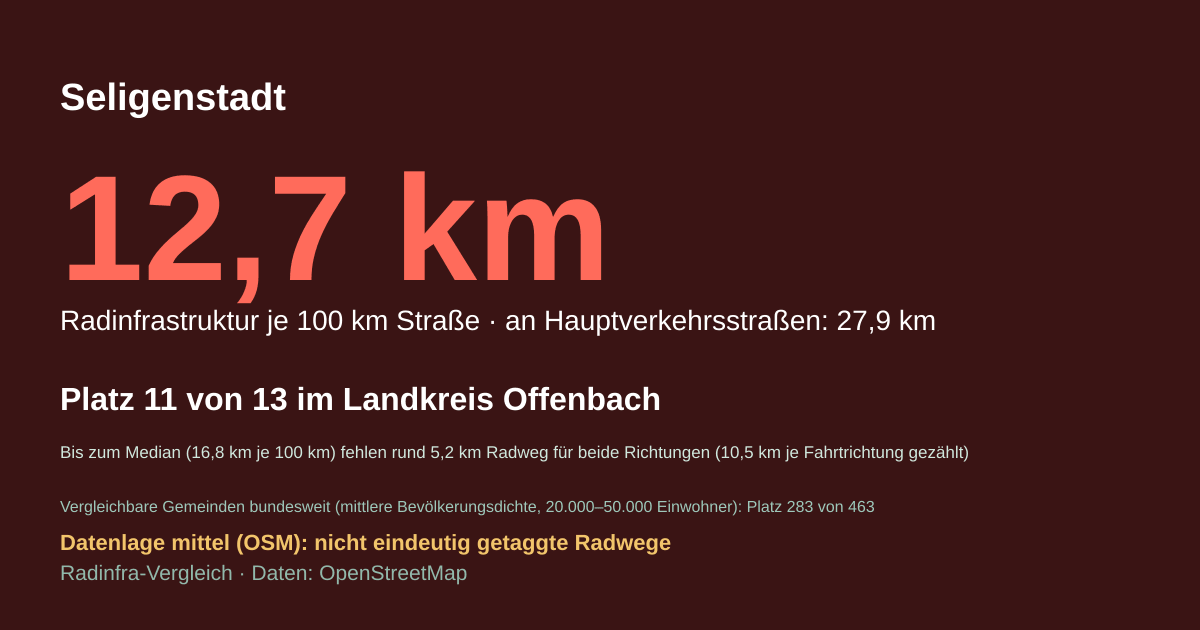 Seligenstadt
12,7 km
Radinfrastruktur je 100 km Straße · an Hauptverkehrsstraßen: 27,9 km
Platz 11 von 13 im Landkreis Offenbach
Bis zum Median (16,8 km je 100 km) fehlen rund 5,2 km Radweg für beide Richtungen (10,5 km je Fahrtrichtung gezählt)
Vergleichbare Gemeinden bundesweit (mittlere Bevölkerungsdichte, 20.000–50.000 Einwohner): Platz 283 von 463
Datenlage mittel (OSM): nicht eindeutig getaggte Radwege
Radinfra-Vergleich · Daten: OpenStreetMap